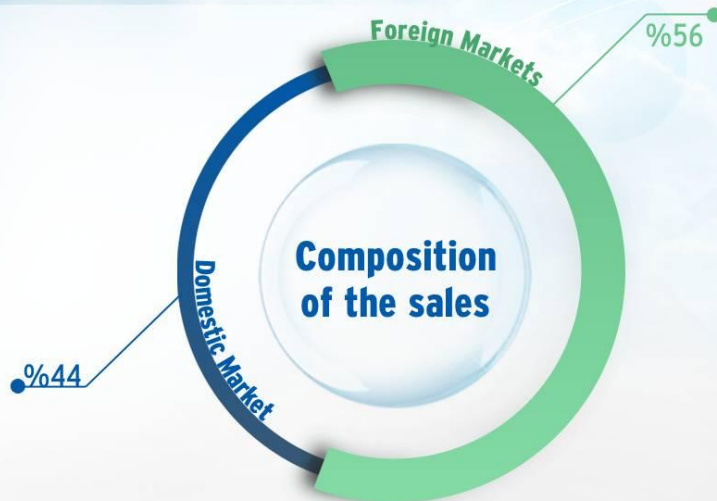 Foreign Markets
%56
Composition
of the sales
Domestic Market
%44